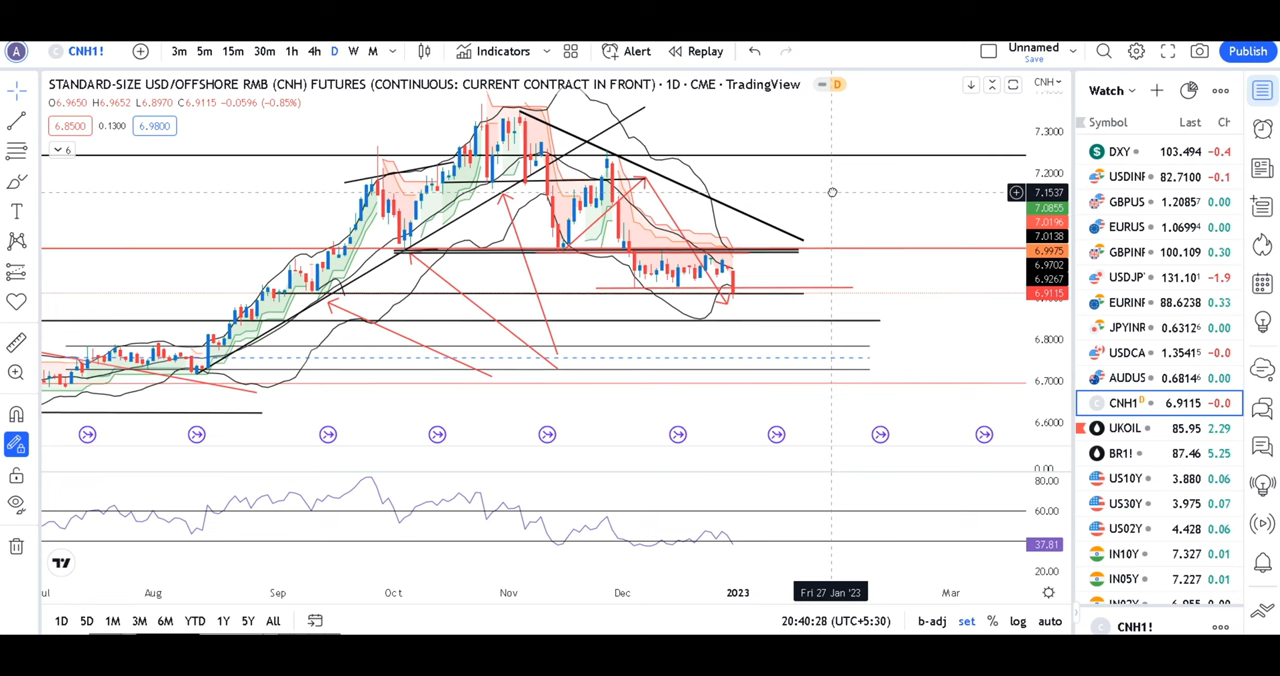 A CNH1! 3m 5m 15m 30m 1h 4h D W M Indicators Alert Replay Unnamed Save Publish
STANDARD-SIZE USD/OFFSHORE RMB (CNH) FUTURES (CONTINUOUS: CURRENT CONTRACT IN FRONT) · 1D · CME · TradingView D CNH
O6.9650 H6.9652 L6.8970 C6.9115 -0.0596 (-0.85%)
6.8500 0.1300 6.9800
6
7.3000
7.2000
7.1537
7.0855
7.0196
7.0138
6.9975
6.9702
6.9267
6.9115
6.8000
6.7000
6.6000
0.00
80.00
60.00
37.81
20.00
Aug Sep Oct Nov Dec 2023 Fri 27 Jan '23 Mar
1D 5D 1M 3M 6M YTD 1Y 5Y All 20:40:28 (UTC+5:30) b-adj set % log auto
Watch
Symbol Last Cr
DXY 103.494 -0.4
USDINF 82.7100 -0.1
GBPUS 1.2085⁷ 0.00
EURUS 1.0699⁴ 0.00
GBPINF 100.109 0.30
USDJP 131.10¹ -1.9
EURINF 88.6238 0.33
JPYINR 0.6312⁶ 0.00
USDCA 1.3541⁵ -0.0
AUDUS 0.6814⁶ 0.00
CNH1 D 6.9115 -0.0
UKOIL 85.95 2.29
BR1! 87.46 5.25
US10Y 3.880 0.06
US30Y 3.975 0.07
US02Y 4.428 0.06
IN10Y 7.327 0.01
IN05Y 7.227 0.01
CNH1!